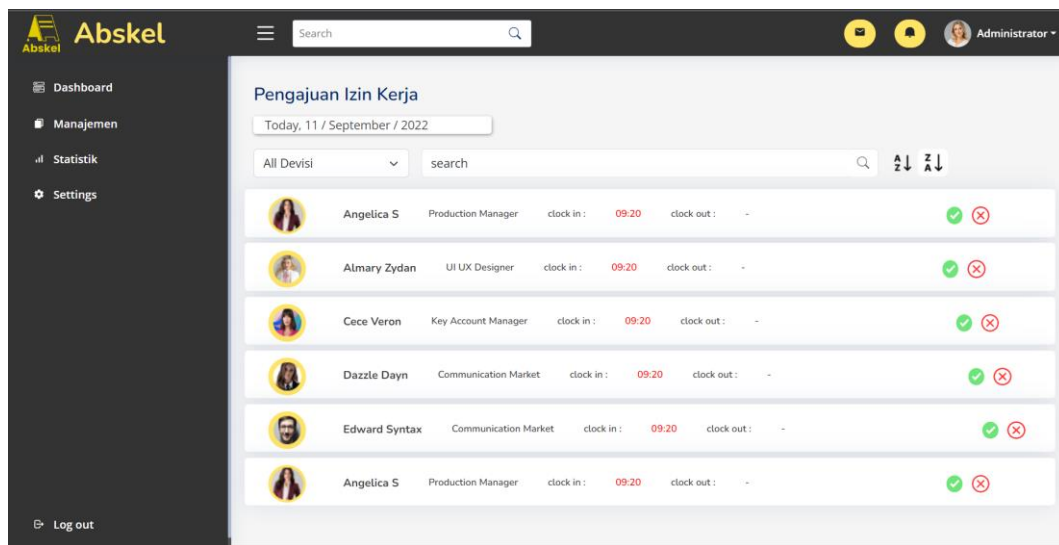 Abskel
Abskel
Search
Administrator
Dashboard
Manajemen
Statistik
Settings
Log out
Pengajuan Izin Kerja
Today, 11 / September / 2022
All Devisi
search
A Z
Z A
Angelica S Production Manager clock in : 09:20 clock out : -
Almary Zydan UI UX Designer clock in : 09:20 clock out : -
Cece Veron Key Account Manager clock in : 09:20 clock out : -
Dazzle Dayn Communication Market clock in : 09:20 clock out : -
Edward Syntax Communication Market clock in : 09:20 clock out : -
Angelica S Production Manager clock in : 09:20 clock out : -